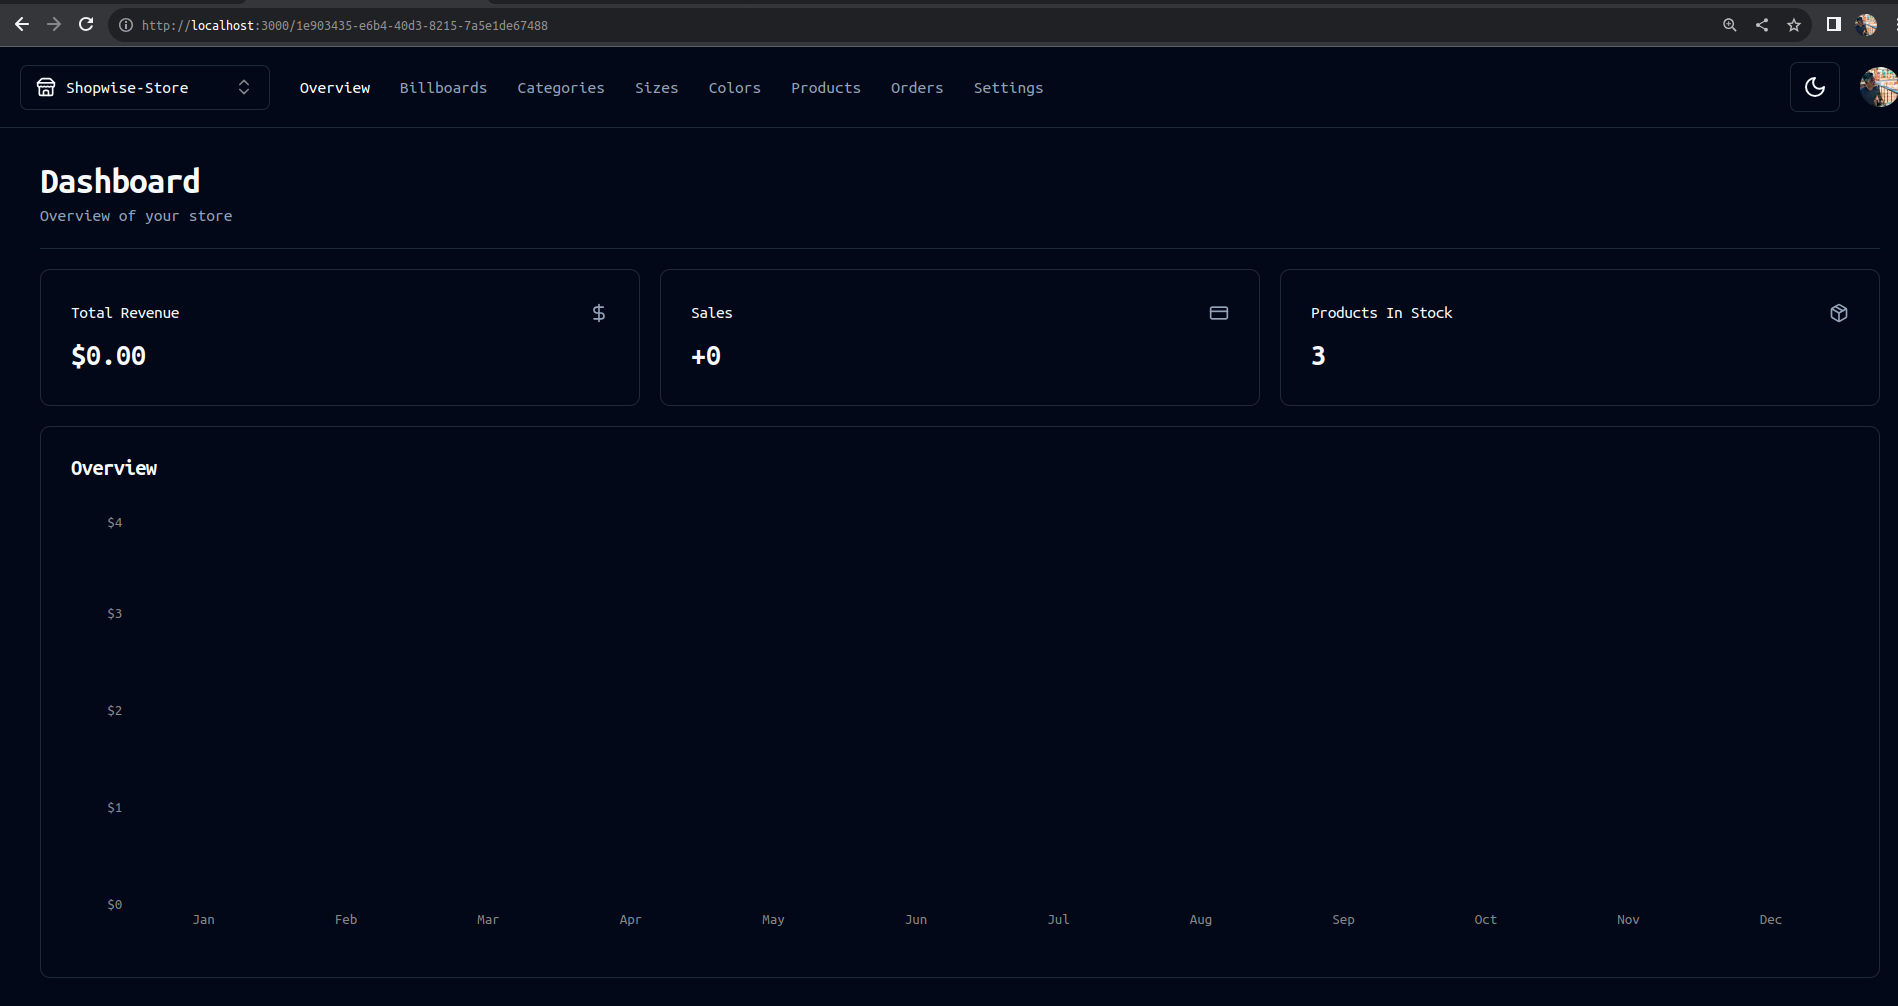 http://localhost:3000/1e903435-e6b4-40d3-8215-7a5e1de67488
Shopwise-Store Overview Billboards Categories Sizes Colors Products Orders Settings
Dashboard
Overview of your store
Total Revenue
$0.00
Sales
+0
Products In Stock
3
Overview
$4
$3
$2
$1
$0
Jan Feb Mar Apr May Jun Jul Aug Sep Oct Nov Dec